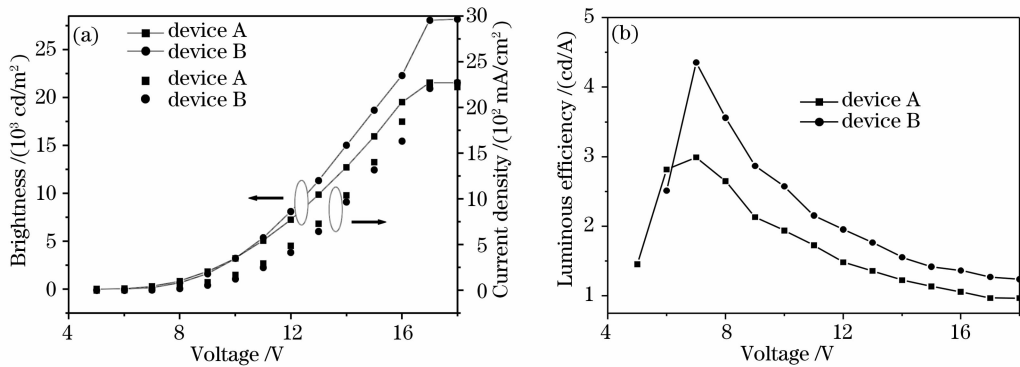 (a)
device A
device B
device A
device B
Brightness /(10³ cd/m²)
25
20
15
10
5
0
Current density /(10² mA/cm²)
30
25
20
15
10
5
0
4
8
12
16
Voltage /V
(b)
device A
device B
Luminous efficiency /(cd/A)
5
4
3
2
1
4
8
12
16
Voltage /V